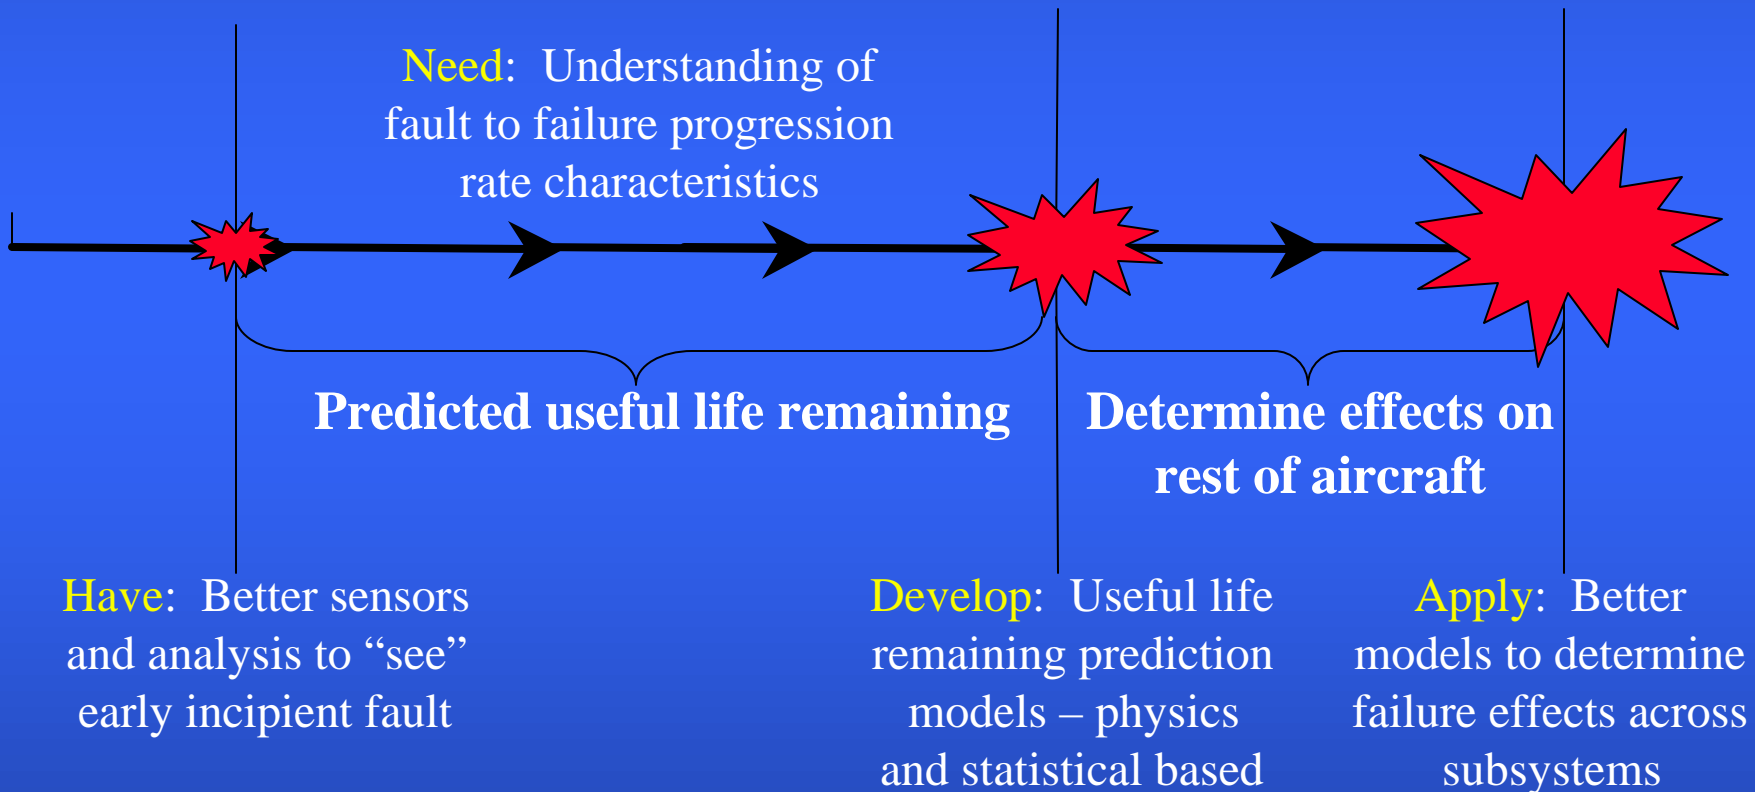 Need:  Understanding of
fault to failure progression
rate characteristics
Predicted useful life remaining
Determine effects on
rest of aircraft
Have:  Better sensors
and analysis to “see”
early incipient fault
Develop:  Useful life
remaining prediction
models – physics
and statistical based
Apply:  Better
models to determine
failure effects across
subsystems